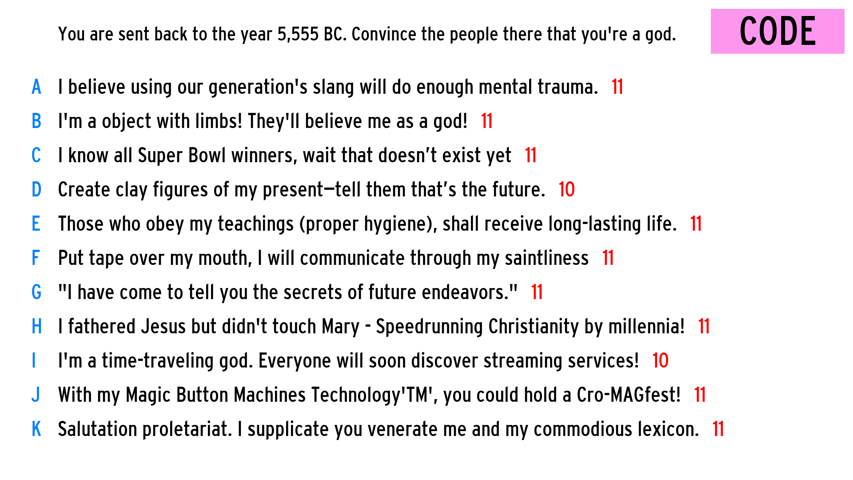 You are sent back to the year 5,555 BC. Convince the people there that you're a god. CODE
A I believe using our generation's slang will do enough mental trauma. 11
B I'm a object with limbs! They'll believe me as a god! 11
C I know all Super Bowl winners, wait that doesn’t exist yet 11
D Create clay figures of my present—tell them that’s the future. 10
E Those who obey my teachings (proper hygiene), shall receive long-lasting life. 11
F Put tape over my mouth, I will communicate through my saintliness 11
G "I have come to tell you the secrets of future endeavors." 11
H I fathered Jesus but didn't touch Mary - Speedrunning Christianity by millennia! 11
I I'm a time-traveling god. Everyone will soon discover streaming services! 10
J With my Magic Button Machines Technology'TM', you could hold a Cro-MAGfest! 11
K Salutation proletariat. I supplicate you venerate me and my commodious lexicon. 11